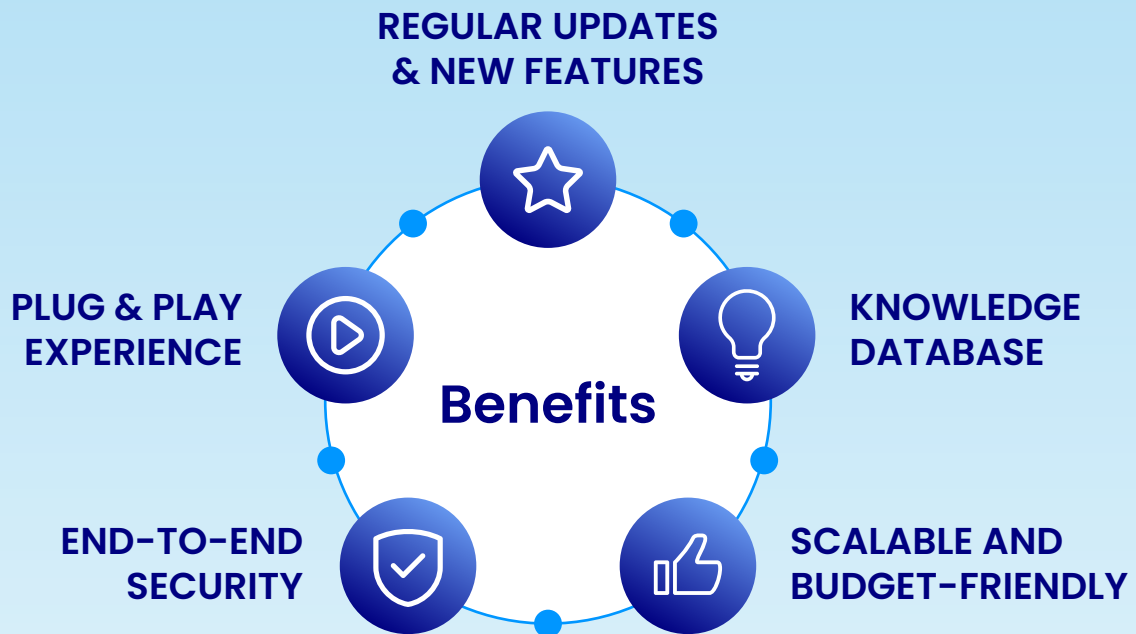 REGULAR UPDATES
& NEW FEATURES
PLUG & PLAY
EXPERIENCE
KNOWLEDGE
DATABASE
Benefits
END-TO-END
SECURITY
SCALABLE AND
BUDGET-FRIENDLY